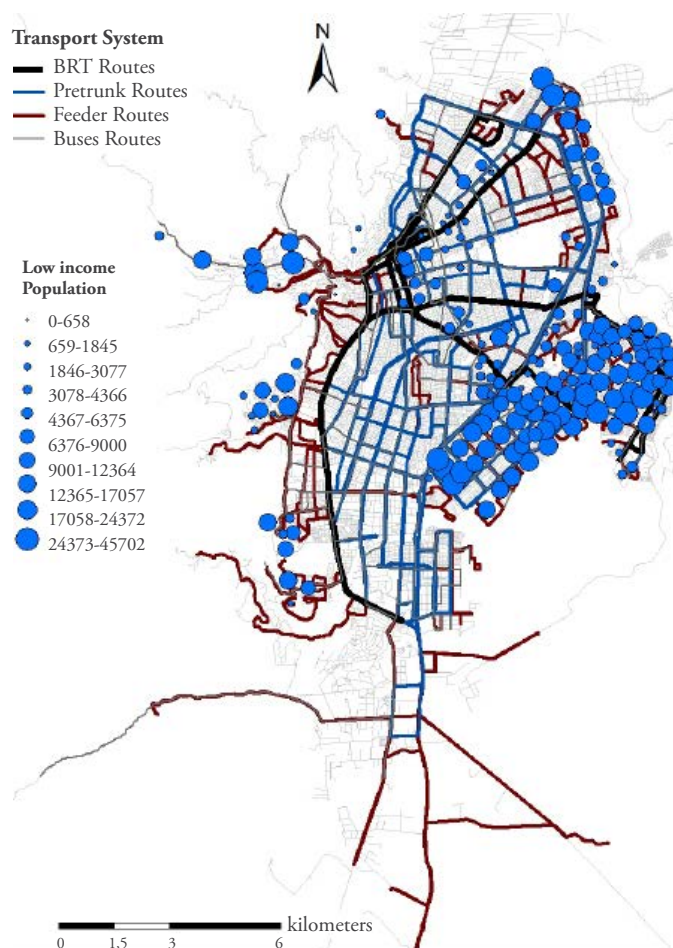 Transport System
BRT Routes
Pretrunk Routes
Feeder Routes
Buses Routes
N
Low income
Population
0-658
659-1845
1846-3077
3078-4366
4367-6375
6376-9000
9001-12364
12365-17057
17058-24372
24373-45702
kilometers
0 1.5 3 6